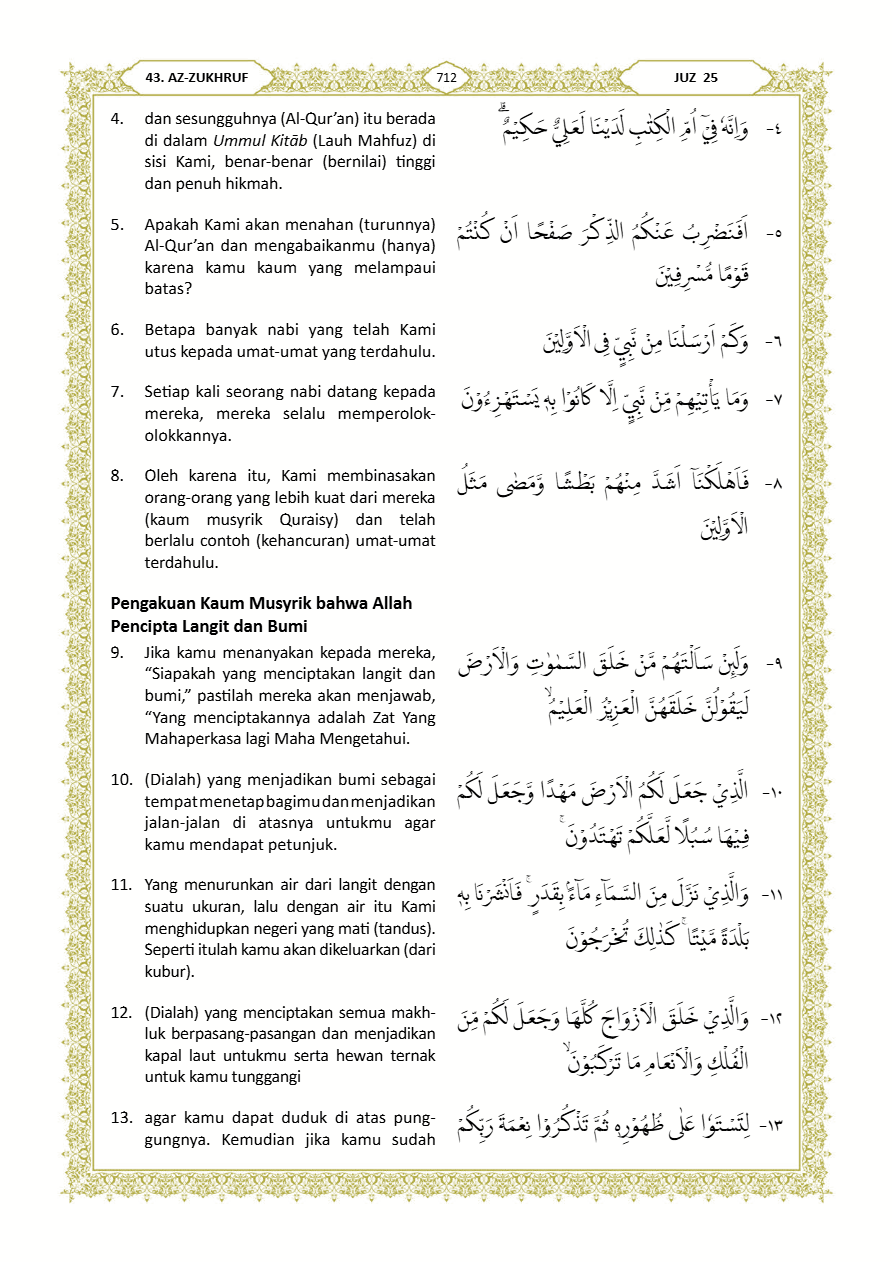 43. AZ-ZUKHRUF
712
JUZ 25
4. dan sesungguhnya (Al-Qur’an) itu berada
di dalam Ummul Kitāb (Lauh Mahfuz) di
sisi Kami, benar-benar (bernilai) tinggi
dan penuh hikmah.
٤- وَاِنَّهٗ فِيْٓ اُمِّ الْكِتٰبِ لَدَيْنَا لَعَلِيٌّ حَكِيْمٌ ۗ
5. Apakah Kami akan menahan (turunnya)
Al-Qur’an dan mengabaikanmu (hanya)
karena kamu kaum yang melampaui
batas?
٥- اَفَنَضْرِبُ عَنْكُمُ الذِّكْرَ صَفْحًا اَنْ كُنْتُمْ
قَوْمًا مُّسْرِفِيْنَ
6. Betapa banyak nabi yang telah Kami
utus kepada umat-umat yang terdahulu.
٦- وَكَمْ اَرْسَلْنَا مِنْ نَّبِيٍّ فِى الْاَوَّلِيْنَ
7. Setiap kali seorang nabi datang kepada
mereka, mereka selalu memperolok-
olokkannya.
٧- وَمَا يَأْتِيْهِمْ مِّنْ نَّبِيٍّ اِلَّا كَانُوْا بِهٖ يَسْتَهْزِءُوْنَ
8. Oleh karena itu, Kami membinasakan
orang-orang yang lebih kuat dari mereka
(kaum musyrik Quraisy) dan telah
berlalu contoh (kehancuran) umat-umat
terdahulu.
٨- فَاَهْلَكْنَآ اَشَدَّ مِنْهُمْ بَطْشًا وَّمَضٰى مَثَلُ
الْاَوَّلِيْنَ
Pengakuan Kaum Musyrik bahwa Allah
Pencipta Langit dan Bumi
9. Jika kamu menanyakan kepada mereka,
“Siapakah yang menciptakan langit dan
bumi,” pastilah mereka akan menjawab,
“Yang menciptakannya adalah Zat Yang
Mahaperkasa lagi Maha Mengetahui.
٩- وَلَىِٕنْ سَاَلْتَهُمْ مَّنْ خَلَقَ السَّمٰوٰتِ وَالْاَرْضَ
لَيَقُوْلُنَّ خَلَقَهُنَّ الْعَزِيْزُ الْعَلِيْمُۙ
10. (Dialah) yang menjadikan bumi sebagai
tempat menetap bagimu dan menjadikan
jalan-jalan di atasnya untukmu agar
kamu mendapat petunjuk.
١٠- الَّذِيْ جَعَلَ لَكُمُ الْاَرْضَ مَهْدًا وَّجَعَلَ لَكُمْ
فِيْهَا سُبُلًا لَّعَلَّكُمْ تَهْتَدُوْنَ ۚ
11. Yang menurunkan air dari langit dengan
suatu ukuran, lalu dengan air itu Kami
menghidupkan negeri yang mati (tandus).
Seperti itulah kamu akan dikeluarkan (dari
kubur).
١١- وَالَّذِيْ نَزَّلَ مِنَ السَّمَاۤءِ مَاۤءًۢ بِقَدَرٍۚ فَاَنْشَرْنَا بِهٖ
بَلْدَةً مَّيْتًاۚ كَذٰلِكَ تُخْرَجُوْنَ
12. (Dialah) yang menciptakan semua makh-
luk berpasang-pasangan dan menjadikan
kapal laut untukmu serta hewan ternak
untuk kamu tunggangi
١٢- وَالَّذِيْ خَلَقَ الْاَزْوَاجَ كُلَّهَا وَجَعَلَ لَكُمْ مِّنَ
الْفُلْكِ وَالْاَنْعَامِ مَا تَرْكَبُوْنَۙ
13. agar kamu dapat duduk di atas pung-
gungnya. Kemudian jika kamu sudah
١٣- لِتَسْتَوٗا عَلٰى ظُهُوْرِهٖ ثُمَّ تَذْكُرُوْا نِعْمَةَ رَبِّكُمْ